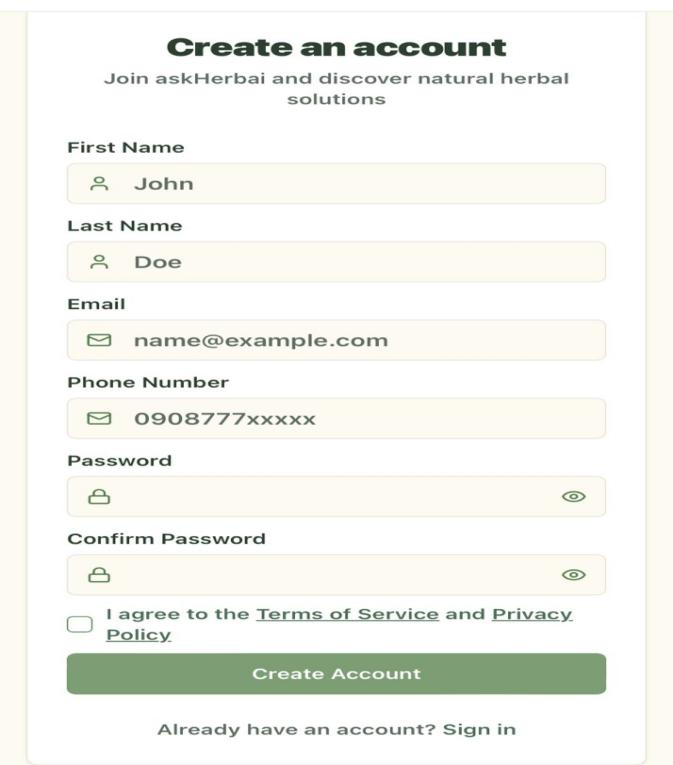 Create an account
Join askHerbai and discover natural herbal
solutions
First Name
John
Last Name
Doe
Email
name@example.com
Phone Number
0908777xxxxx
Password
Confirm Password
I agree to the Terms of Service and Privacy
Policy
Create Account
Already have an account? Sign in